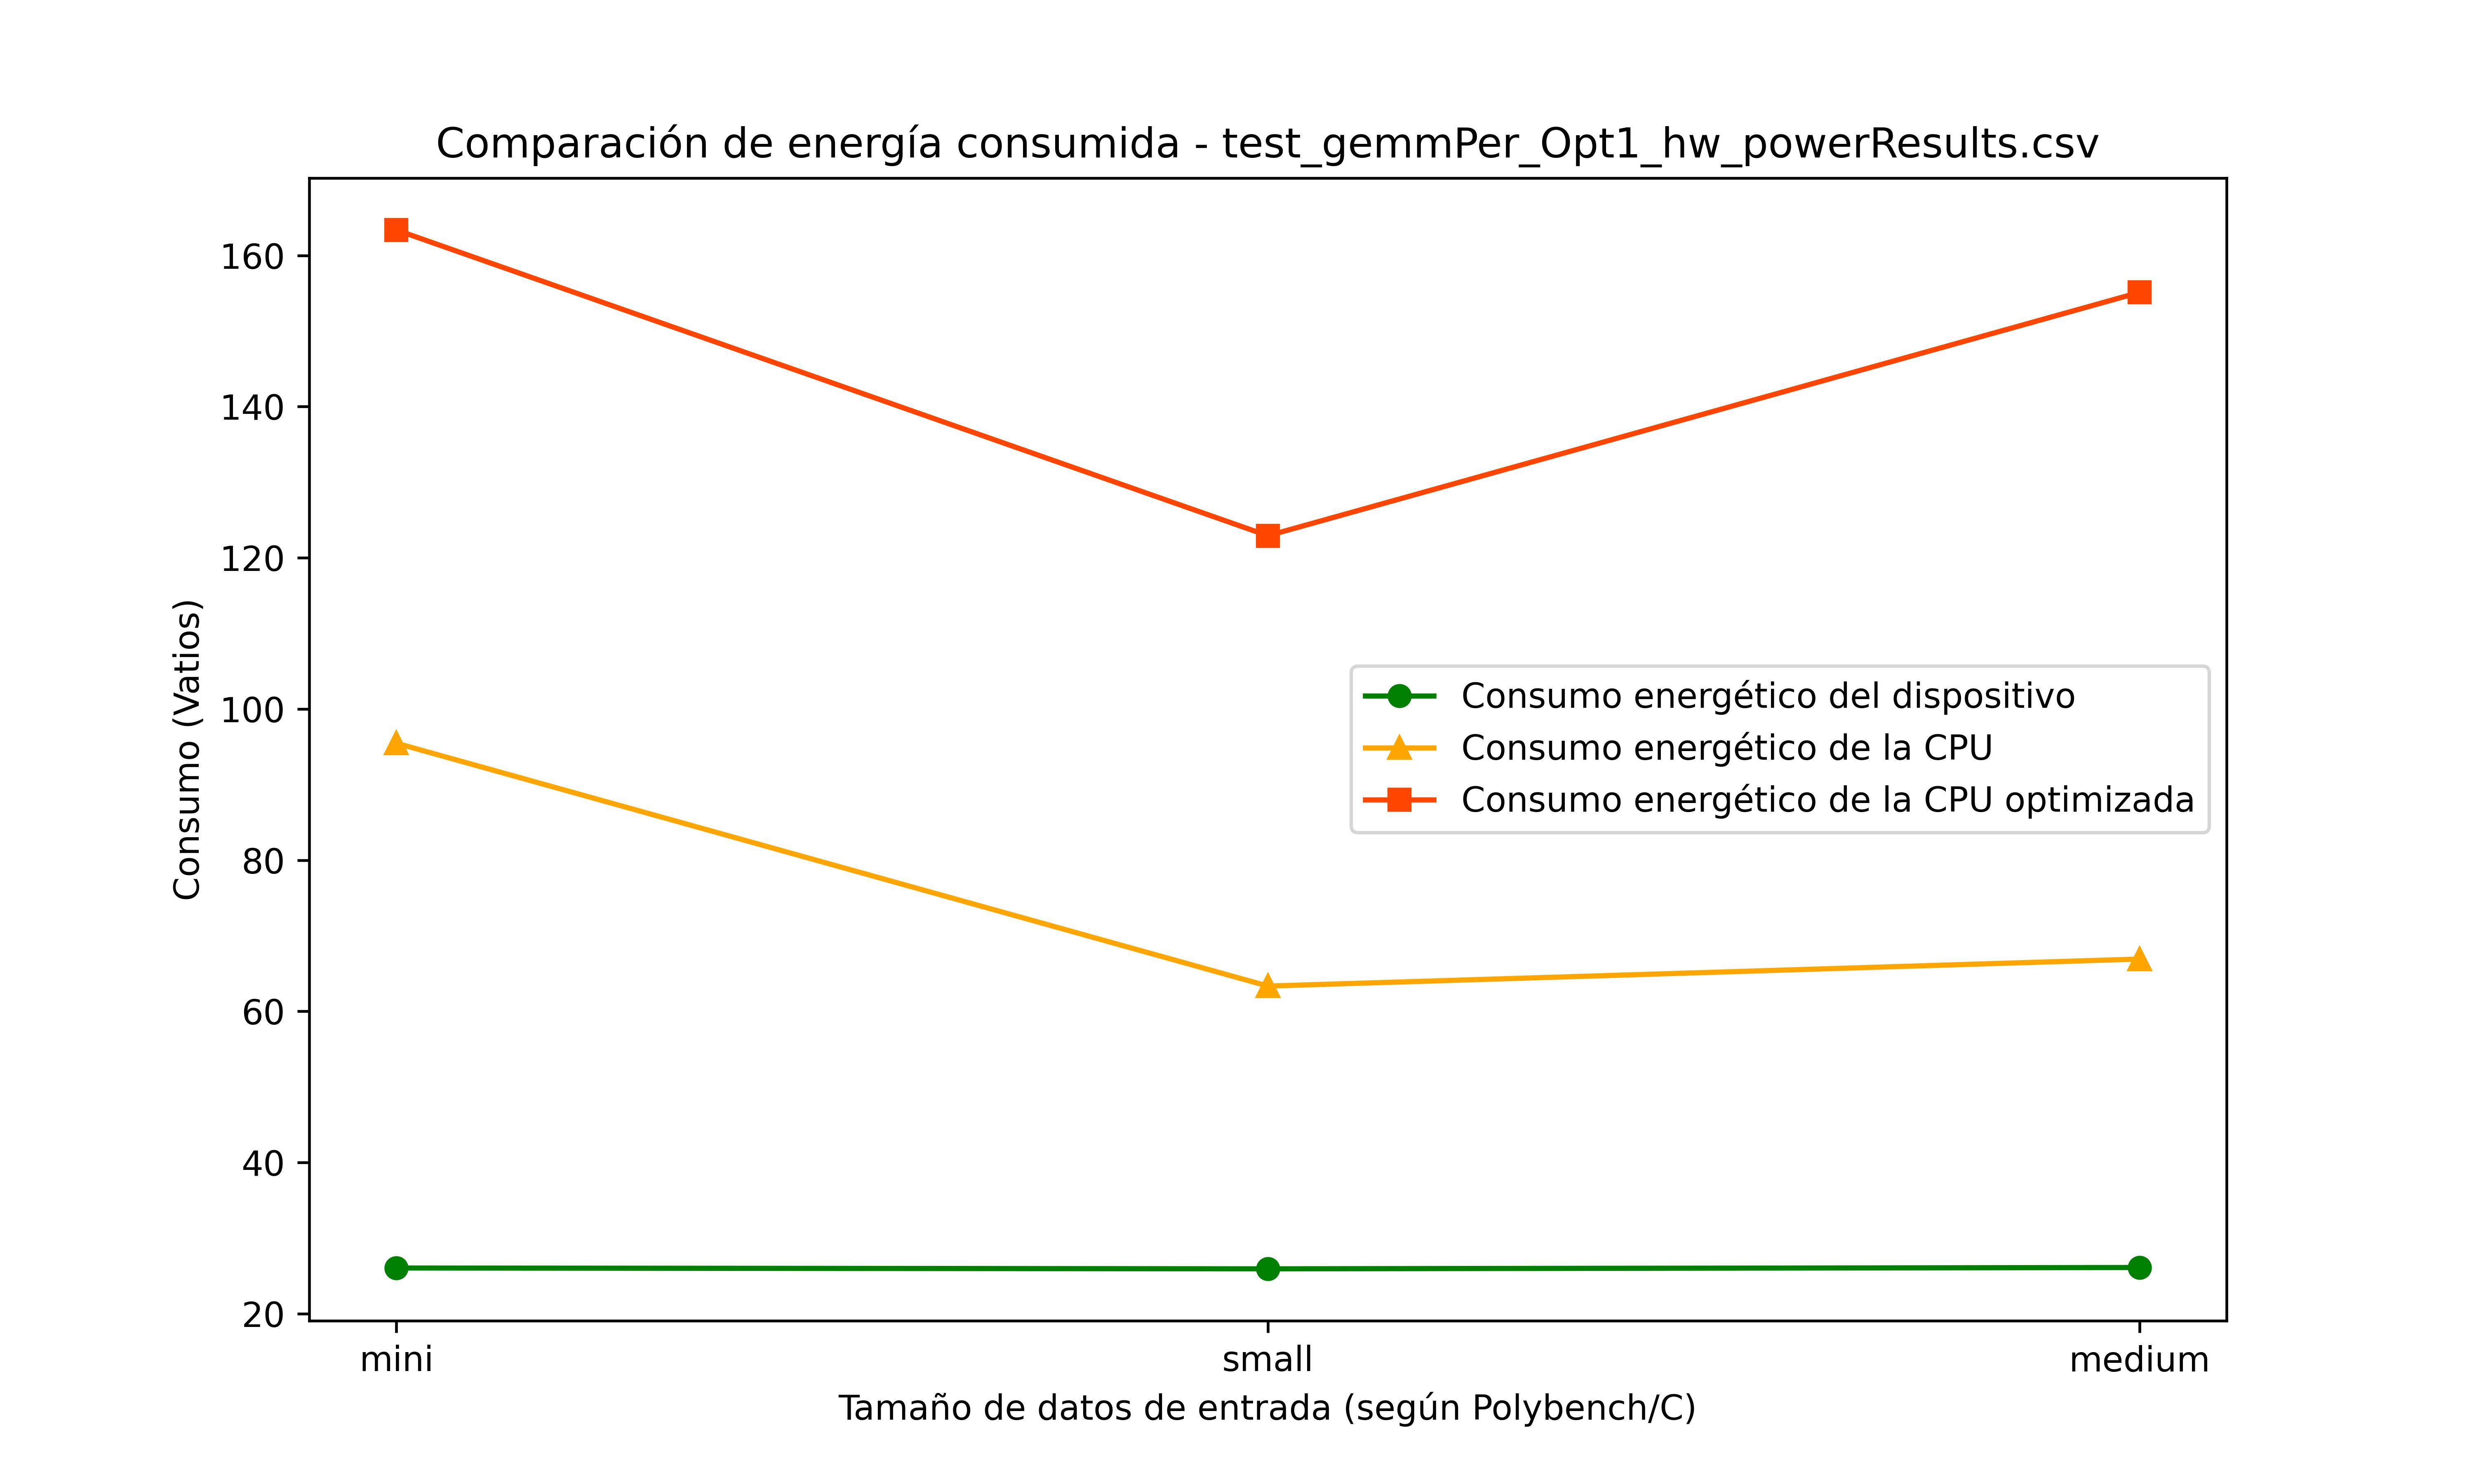 Comparación de energía consumida - test_gemmPer_Opt1_hw_powerResults.csv
160
140
120
100
80
60
40
20
Consumo (Vatios)
Consumo energético del dispositivo
Consumo energético de la CPU
Consumo energético de la CPU optimizada
mini small medium
Tamaño de datos de entrada (según Polybench/C)